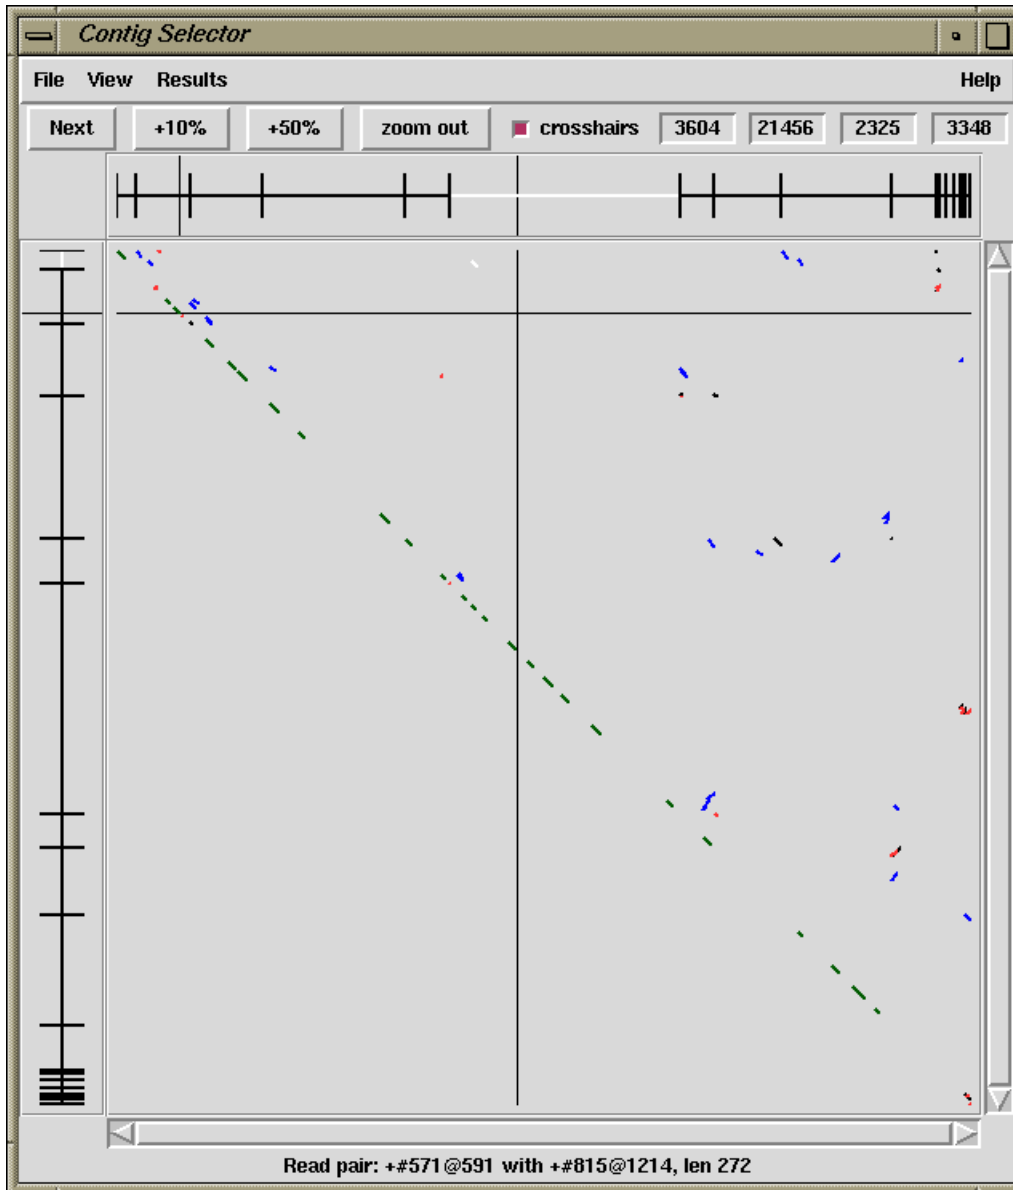 Contig Selector
File View Results Help
Next +10% +50% zoom out crosshairs 3604 21456 2325 3348
Read pair: +#571@591 with +#815@1214, len 272